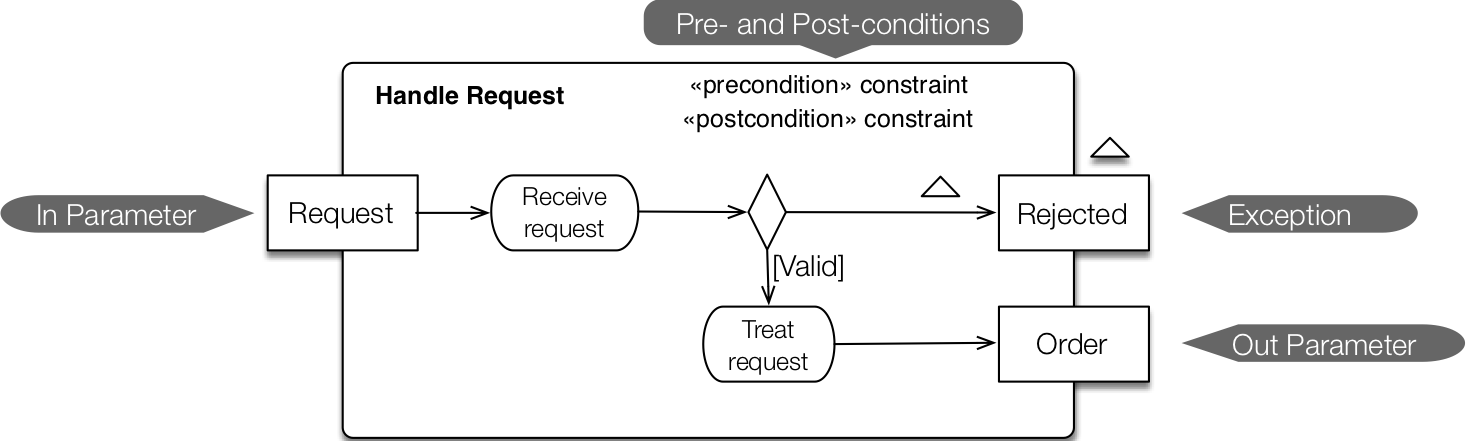 Pre- and Post-conditions
Handle Request
«precondition» constraint
«postcondition» constraint
In Parameter
Request
Receive
request
Rejected
Exception
[Valid]
Treat
request
Order
Out Parameter